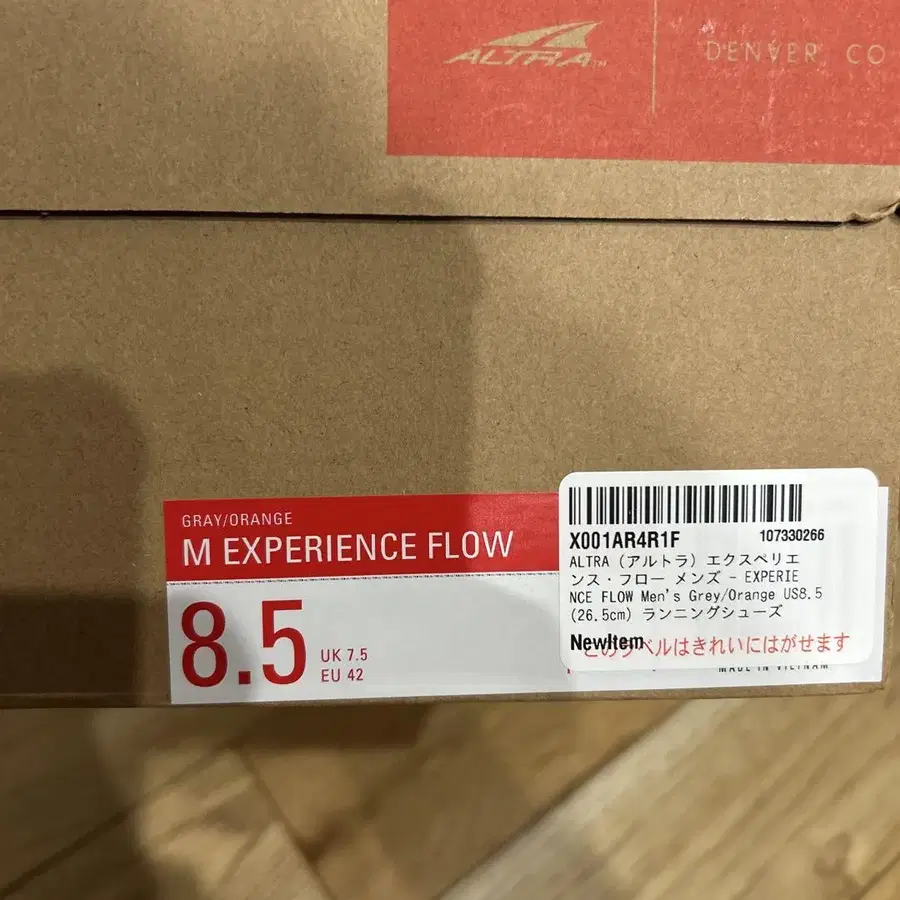 ALTRA
DENVER CO
GRAY/ORANGE
M EXPERIENCE FLOW
8.5
UK 7.5
EU 42
X001AR4R1F
107330266
ALTRA（アルトラ）エクスペリエ
ンス・フロー メンズ - EXPERIE
NCE FLOW Men's Grey/Orange US8.5
(26.5cm) ランニングシューズ
NewItem
このラベルはきれいにはがせます
MADE IN VIETNAM